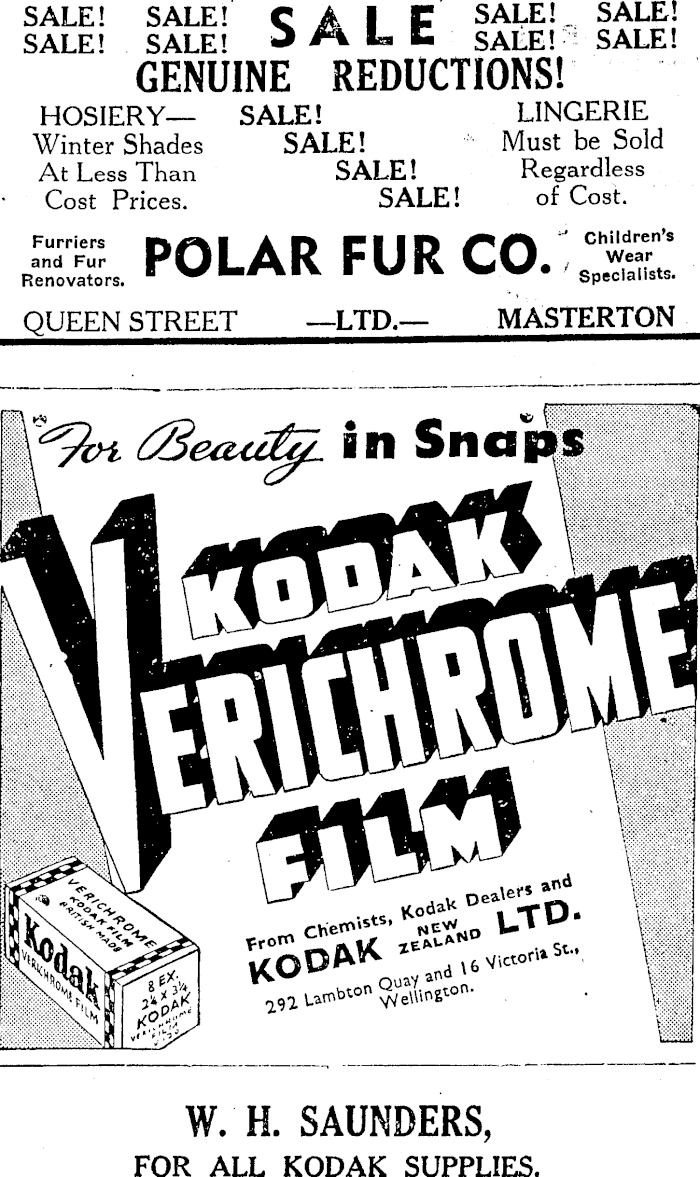 SALE! SALE! SALE SALE! SALE!
SALE! SALE! SALE! SALE!
GENUINE REDUCTIONS!
HOSIERY—
Winter Shades
At Less Than
Cost Prices.
SALE!
SALE!
SALE!
SALE!
LINGERIE
Must be Sold
Regardless
of Cost.
Furriers
and Fur
Renovators.
POLAR FUR CO.
Children's
Wear
Specialists.
QUEEN STREET —LTD.— MASTERTON
For Beauty in Snaps
KODAK
VERICHROME
FILM
VERICHROME
KODAK FILM
BRITISH MADE
Kodak
VERICHROME FILM
8 EX.
2¼ X 3¼
KODAK
VERICHROME
FILM
From Chemists, Kodak Dealers and
KODAK NEW ZEALAND LTD.
292 Lambton Quay and 16 Victoria St.,
Wellington.
W. H. SAUNDERS,
FOR ALL KODAK SUPPLIES.